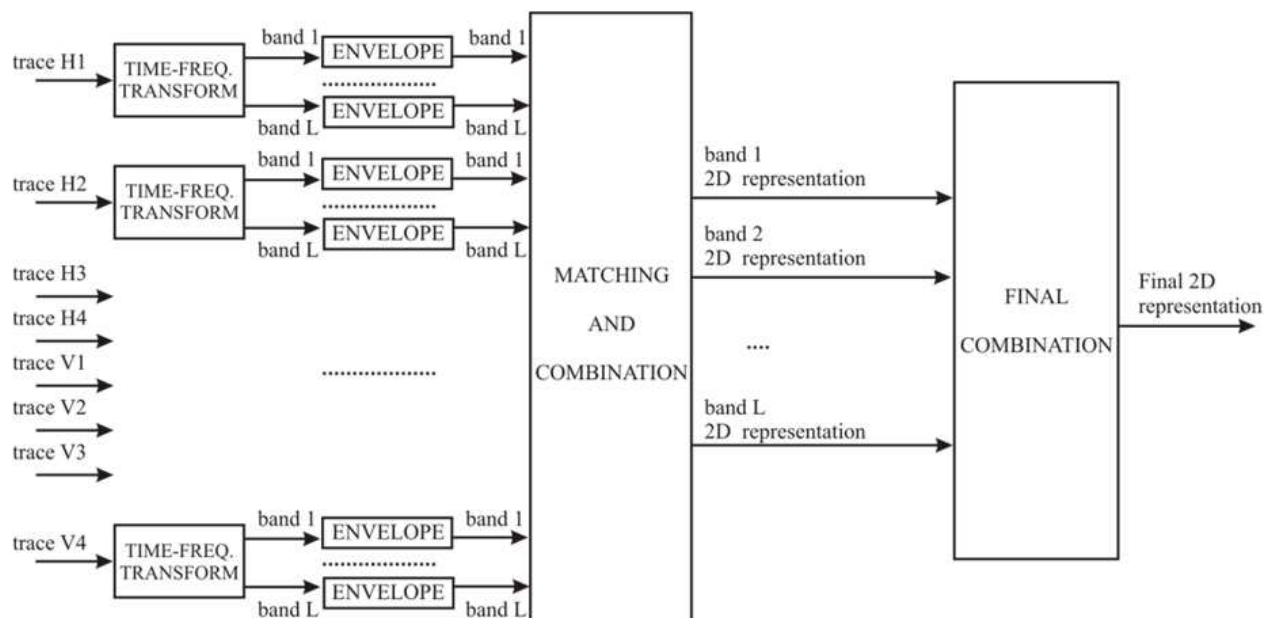 trace H1
TIME-FREQ.
TRANSFORM
band 1
ENVELOPE
band 1
....................
band L
ENVELOPE
band L
trace H2
TIME-FREQ.
TRANSFORM
band 1
ENVELOPE
band 1
....................
band L
ENVELOPE
band L
trace H3
trace H4
trace V1
trace V2
trace V3
....................
trace V4
TIME-FREQ.
TRANSFORM
band 1
ENVELOPE
band 1
....................
band L
ENVELOPE
band L
MATCHING
AND
COMBINATION
band 1
2D representation
band 2
2D representation
....
band L
2D representation
FINAL
COMBINATION
Final 2D
representation